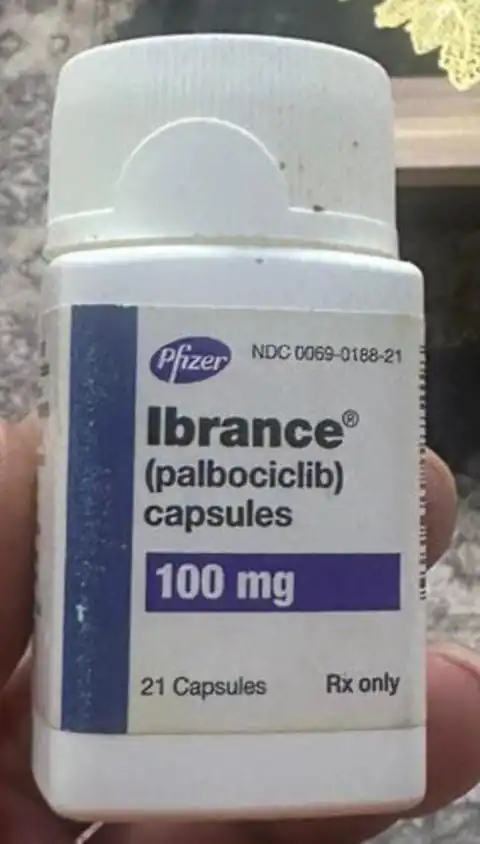 Pfizer NDC 0069-0188-21
Ibrance®
(palbociclib)
capsules
100 mg
21 Capsules Rx only